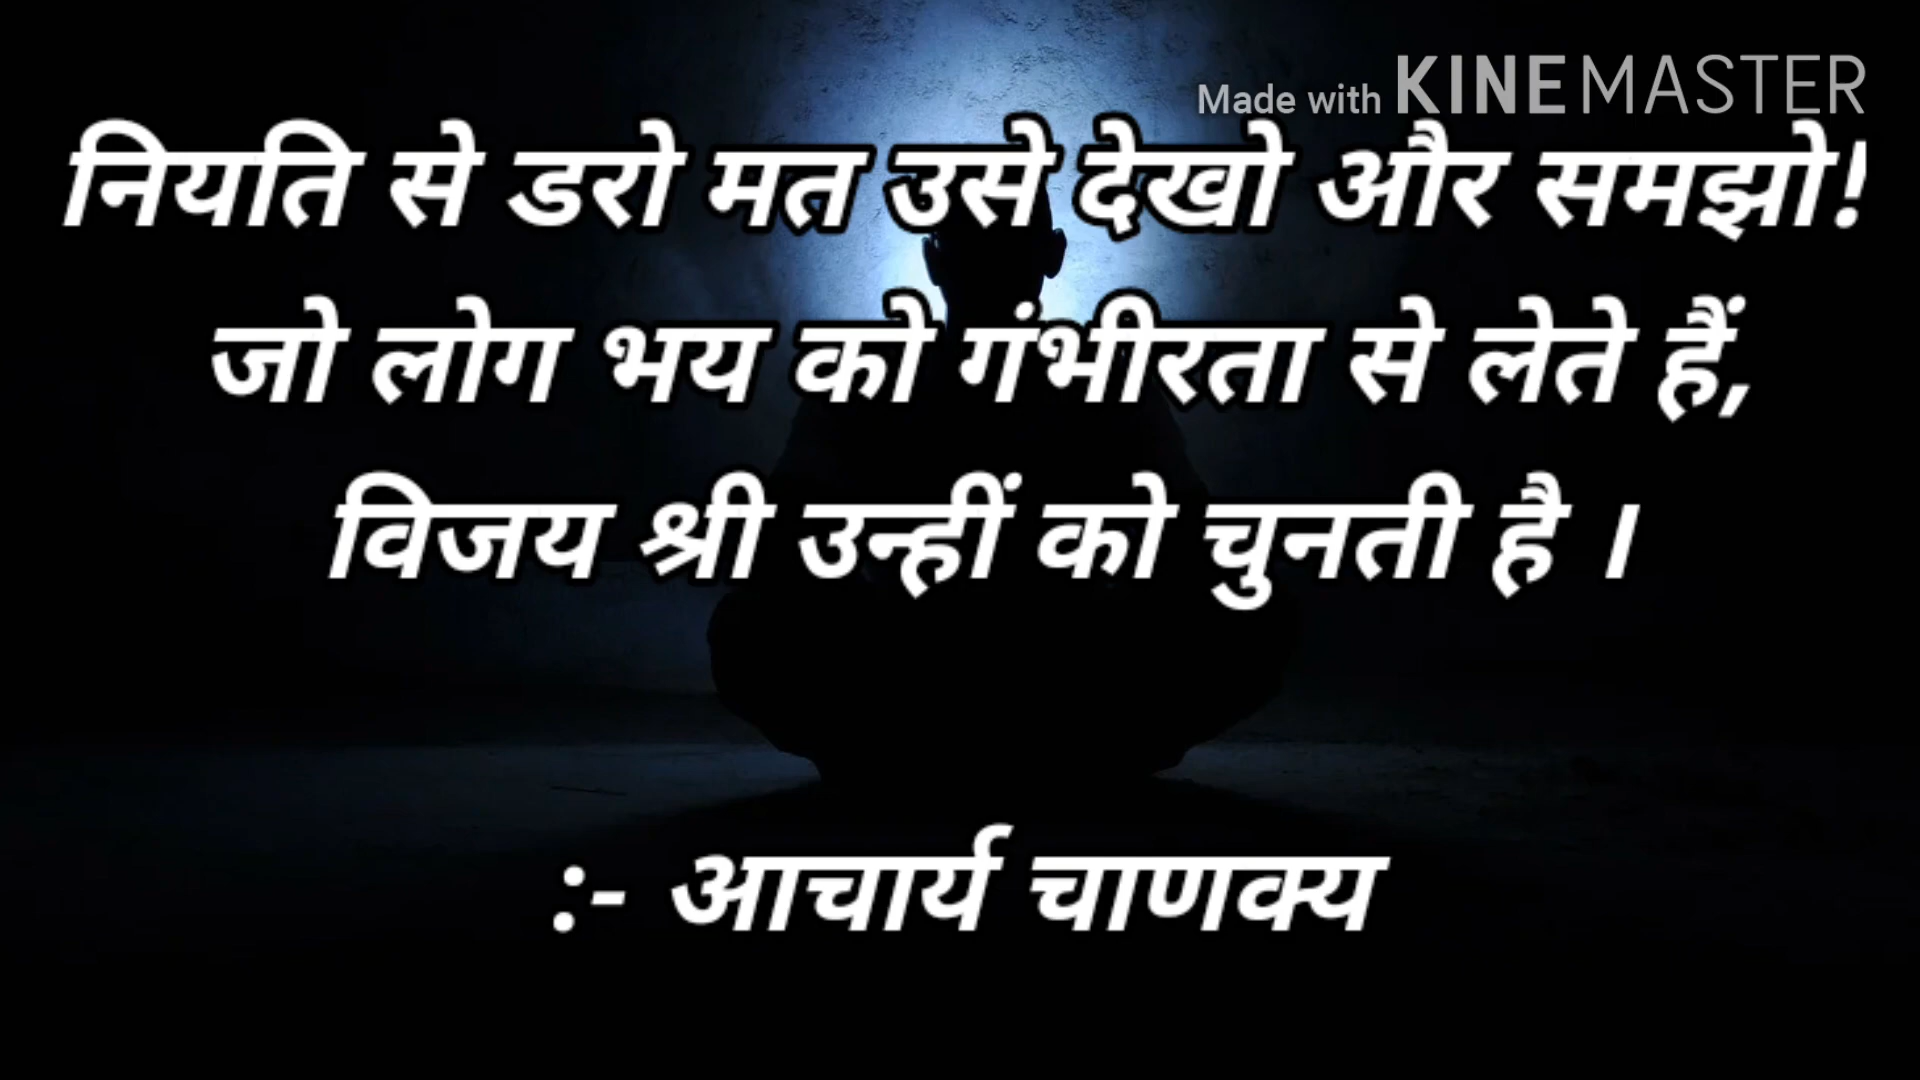 Made with KINEMASTER
नियति से डरो मत उसे देखो और समझो!
जो लोग भय को गंभीरता से लेते हैं,
विजय श्री उन्हीं को चुनती है ।
:- आचार्य चाणक्य